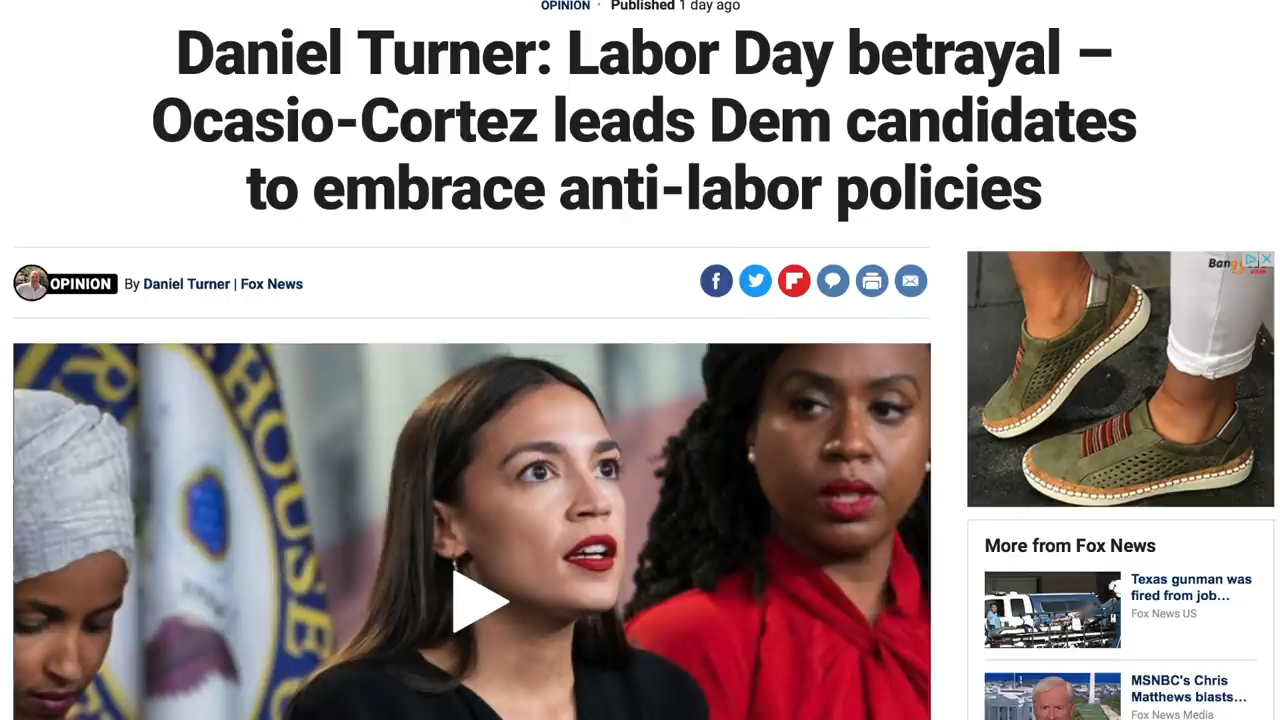 OPINION · Published 1 day ago
Daniel Turner: Labor Day betrayal –
Ocasio-Cortez leads Dem candidates
to embrace anti-labor policies
OPINION By Daniel Turner | Fox News
HOUSE
More from Fox News
Texas gunman was
fired from job...
Fox News US
MSNBC's Chris
Matthews blasts...
Fox News Media